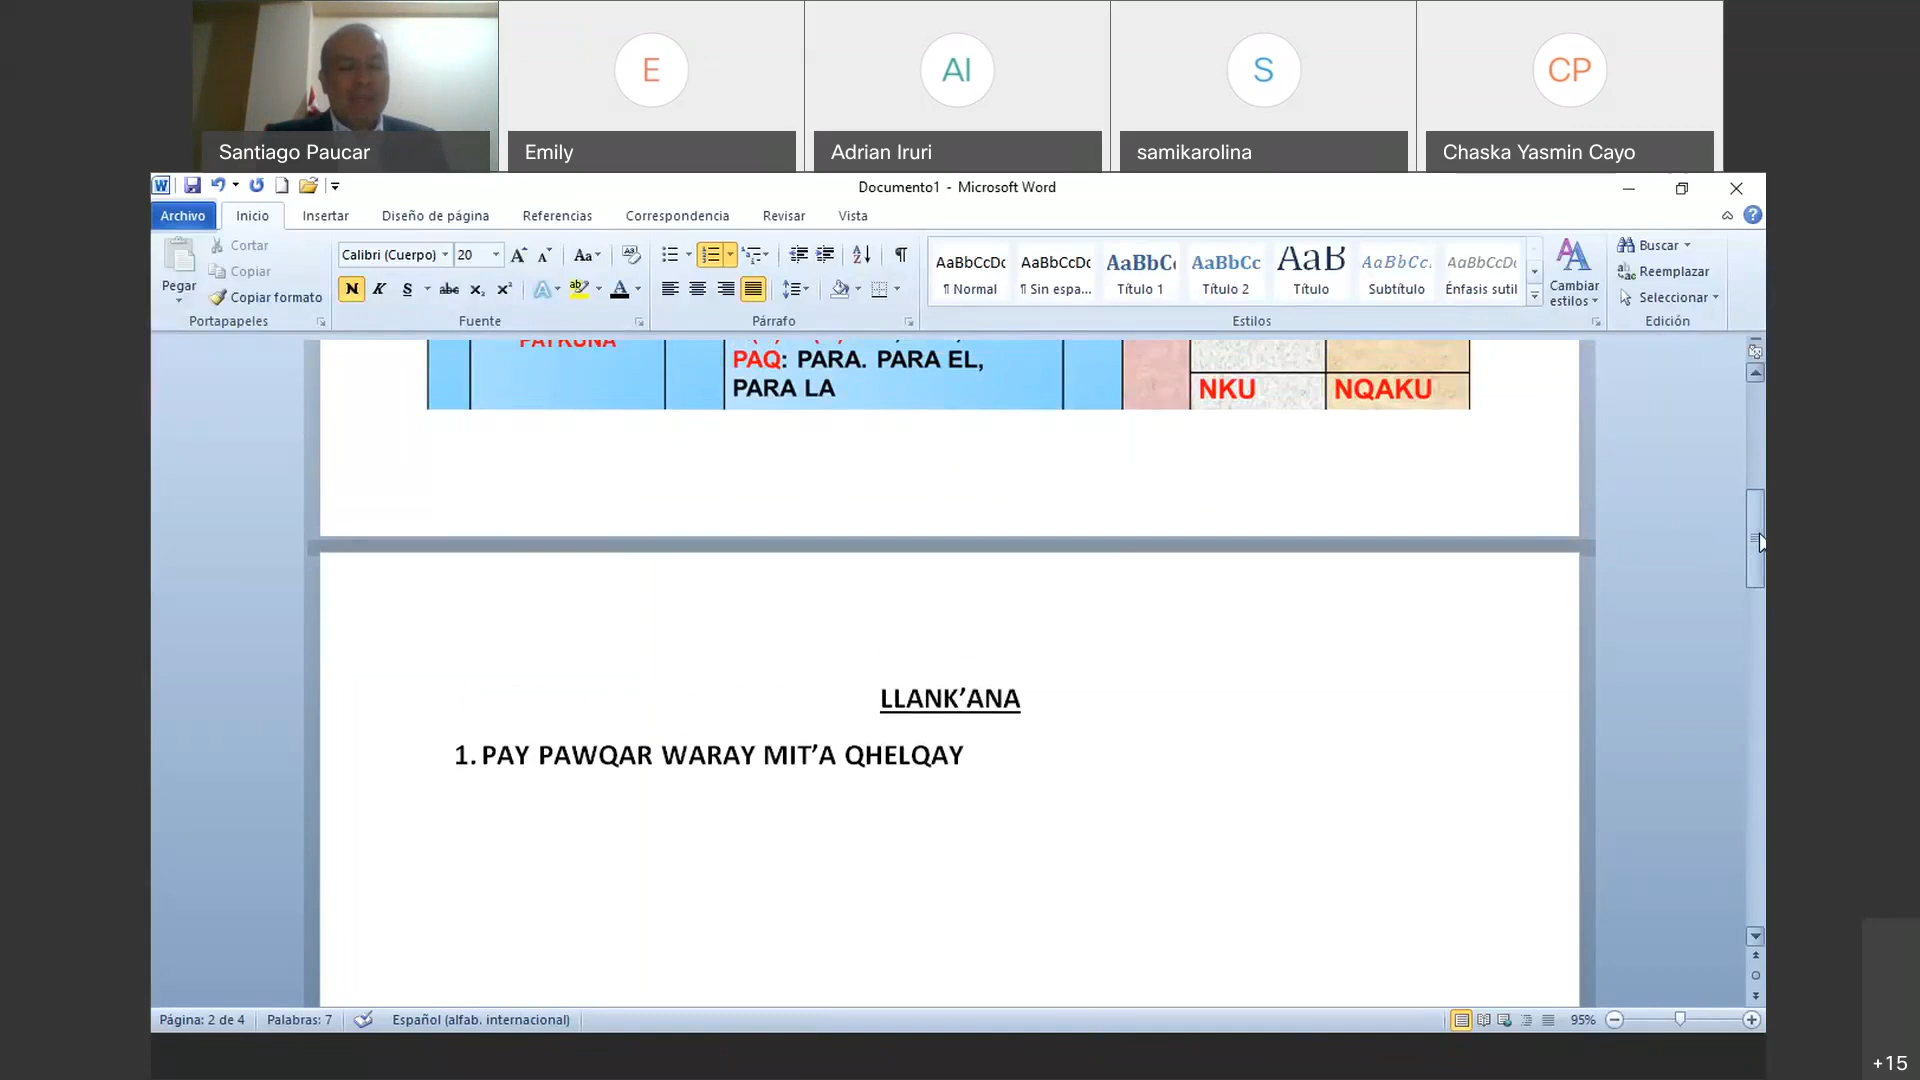 E
AI
S
CP
Santiago Paucar
Emily
Adrian Iruri
samikarolina
Chaska Yasmin Cayo
Documento1 - Microsoft Word
Archivo
Inicio
Insertar
Diseño de página
Referencias
Correspondencia
Revisar
Vista
Pegar
Cortar
Copiar
Copiar formato
Portapapeles
Calibri (Cuerpo)
20
Fuente
Párrafo
AaBbCcDc
¶ Normal
AaBbCcDc
¶ Sin espa...
AaBbC
Título 1
AaBbCc
Título 2
AaB
Título
AaBbCc.
Subtítulo
AaBbCcDc
Énfasis sutil
Cambiar estilos
Estilos
Buscar
Reemplazar
Seleccionar
Edición
PAYKUNA
PAQ: PARA. PARA EL,
PARA LA
NKU
NQAKU
LLANK’ANA
1. PAY PAWQAR WARAY MIT’A QHELQAY
Página: 2 de 4
Palabras: 7
Español (alfab. internacional)
95%
+15